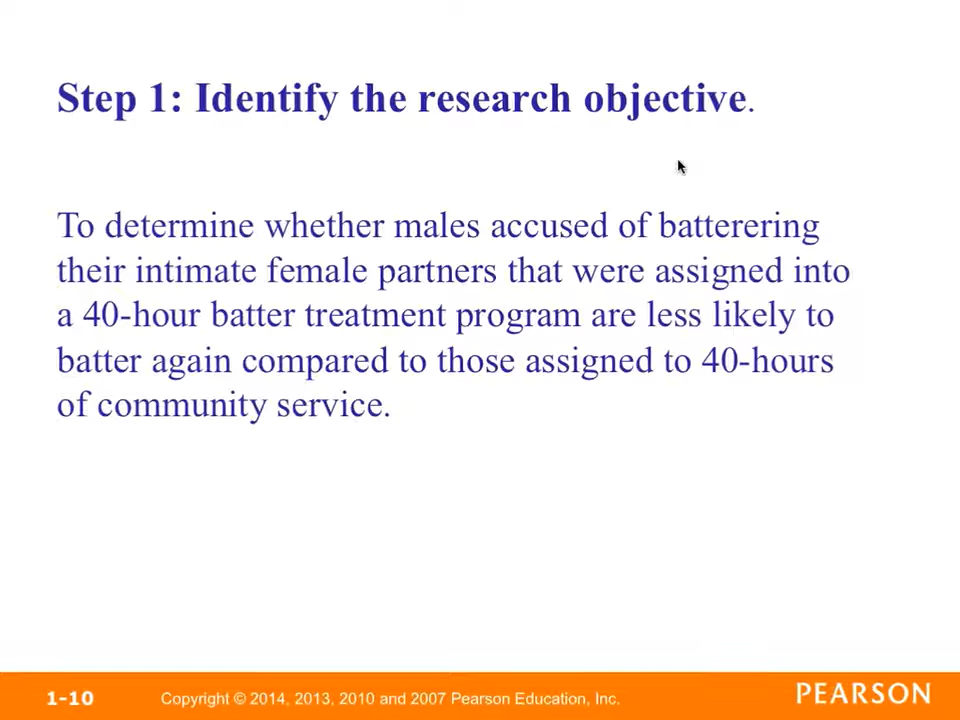 Step 1: Identify the research objective.
To determine whether males accused of batterering
their intimate female partners that were assigned into
a 40-hour batter treatment program are less likely to
batter again compared to those assigned to 40-hours
of community service.
1-10
Copyright © 2014, 2013, 2010 and 2007 Pearson Education, Inc.
PEARSON